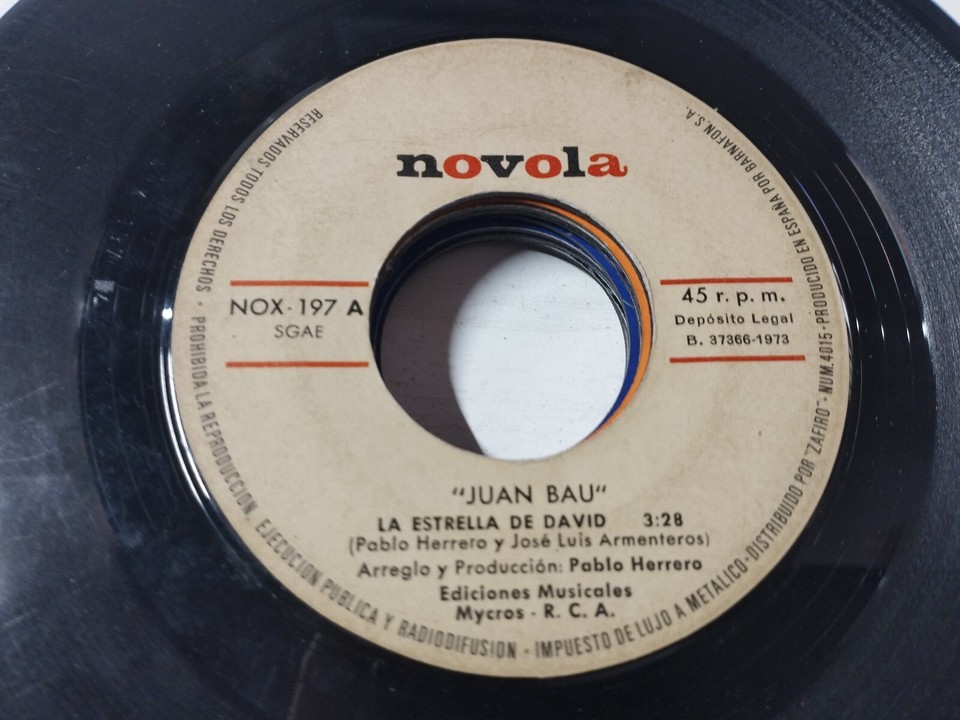 novola
NOX-197 A
SGAE
45 r. p. m.
Depósito Legal
B. 37366-1973
"JUAN BAU"
LA ESTRELLA DE DAVID 3:28
(Pablo Herrero y José Luis Armenteros)
Arreglo y Producción: Pablo Herrero
Ediciones Musicales
Mycros - R. C. A.
RESERVADOS TODOS LOS DERECHOS · PROHIBIDA LA REPRODUCCION, EJECUCION PUBLICA Y RADIODIFUSION · IMPUESTO DE LUJO A METALICO · DISTRIBUIDO POR "ZAFIRO" · NUM. 4015 · PRODUCIDO EN ESPAÑA POR BARNAFON, S. A.